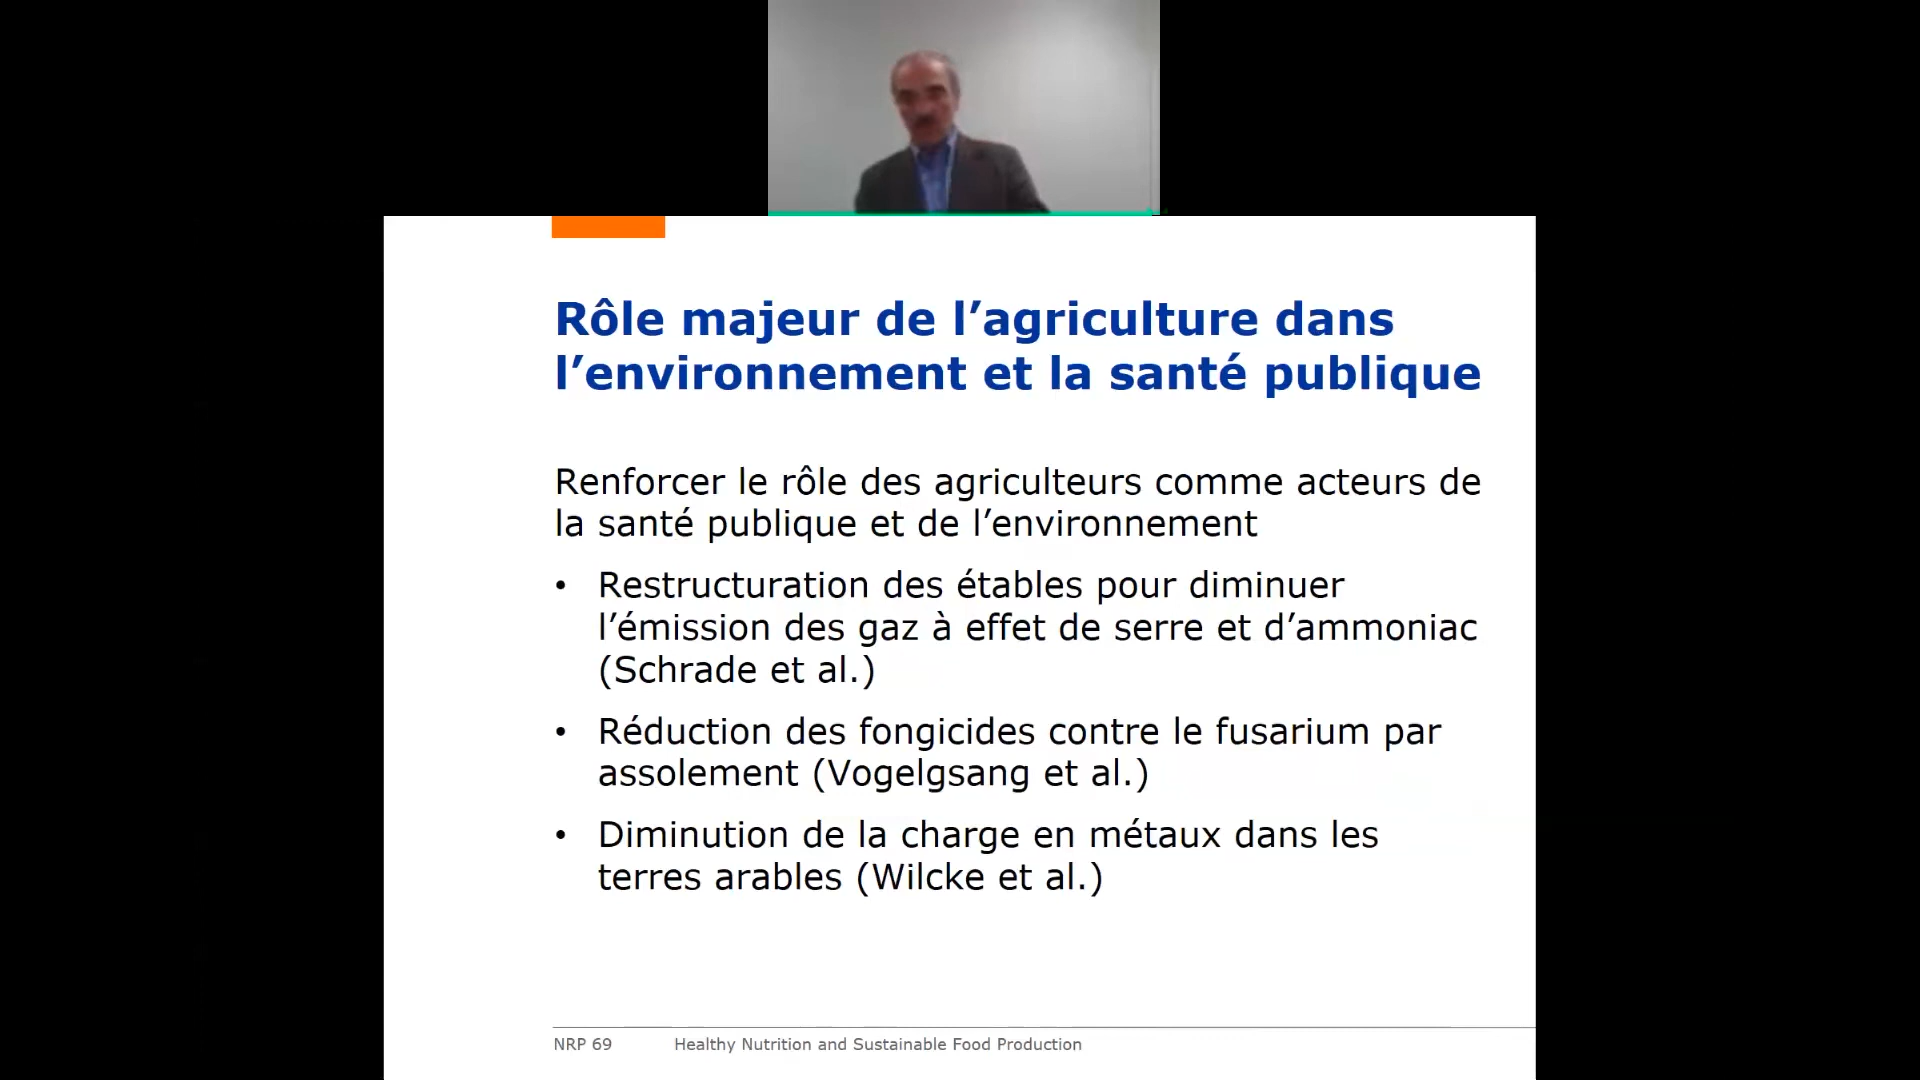 Rôle majeur de l’agriculture dans
l’environnement et la santé publique
Renforcer le rôle des agriculteurs comme acteurs de
la santé publique et de l’environnement
• Restructuration des étables pour diminuer
l’émission des gaz à effet de serre et d’ammoniac
(Schrade et al.)
• Réduction des fongicides contre le fusarium par
assolement (Vogelgsang et al.)
• Diminution de la charge en métaux dans les
terres arables (Wilcke et al.)
NRP 69 Healthy Nutrition and Sustainable Food Production